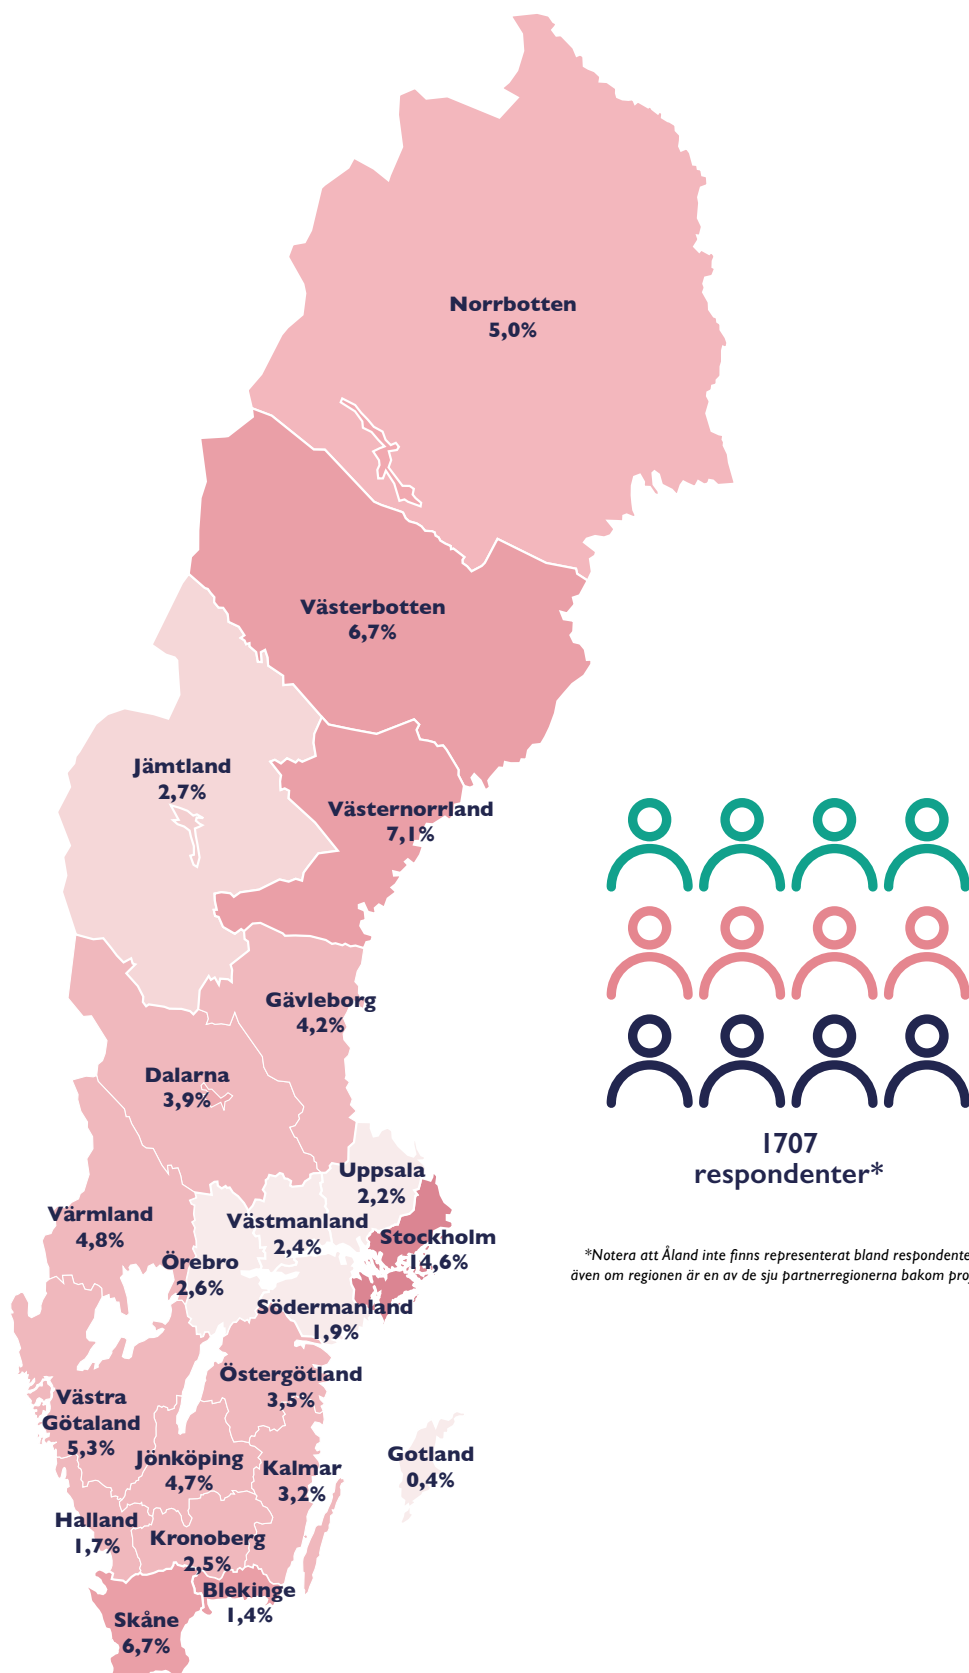 Norrbotten
5,0%
Västerbotten
6,7%
Jämtland
2,7%
Västernorrland
7,1%
Gävleborg
4,2%
Dalarna
3,9%
Uppsala
2,2%
Värmland
4,8%
Västmanland
2,4%
Stockholm
14,6%
Örebro
2,6%
Södermanland
1,9%
Östergötland
3,5%
Västra
Götaland
5,3%
Jönköping
4,7%
Kalmar
3,2%
Gotland
0,4%
Halland
1,7%
Kronoberg
2,5%
Blekinge
1,4%
Skåne
6,7%
1707
respondenter*
*Notera att Åland inte finns representerat bland
även om regionen är en av de sju partnerregionerna bakom